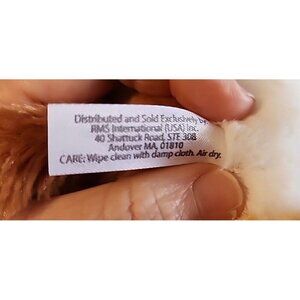 Distributed and Sold Exclusively by:
RMS International (USA) Inc.
40 Shattuck Road, STE 308
Andover MA, 01810
CARE: Wipe clean with damp cloth. Air dry.